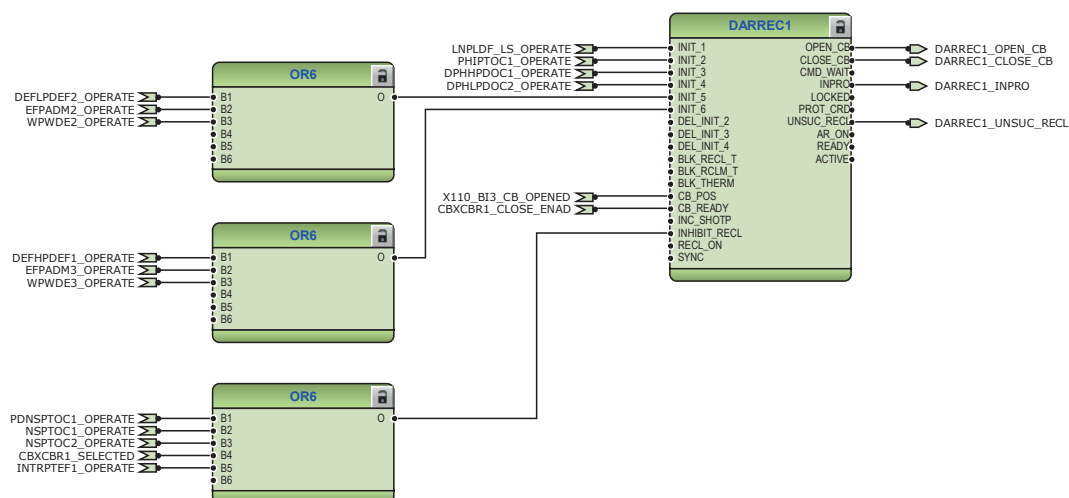 DARREC1
LNPLDF_LS_OPERATE INIT_1 OPEN_CB DARREC1_OPEN_CB
PHIPTOC1_OPERATE INIT_2 CLOSE_CB DARREC1_CLOSE_CB
DPHHPDOC1_OPERATE INIT_3 CMD_WAIT
DPHLPDOC2_OPERATE INIT_4 INPRO DARREC1_INPRO
INIT_5 LOCKED
INIT_6 PROT_CRD
DEL_INIT_2 UNSUC_RECL DARREC1_UNSUC_RECL
DEL_INIT_3 AR_ON
DEL_INIT_4 READY
BLK_RECL_T ACTIVE
BLK_RCLM_T
BLK_THERM
X110_BI3_CB_OPENED CB_POS
CBXCBR1_CLOSE_ENAD CB_READY
INC_SHOTP
INHIBIT_RECL
RECL_ON
SYNC
OR6
DEFLPDEF2_OPERATE B1 O
EFPADM2_OPERATE B2
WPWDE2_OPERATE B3
B4
B5
B6
OR6
DEFHPDEF1_OPERATE B1 O
EFPADM3_OPERATE B2
WPWDE3_OPERATE B3
B4
B5
B6
OR6
PDNSPTOC1_OPERATE B1 O
NSPTOC1_OPERATE B2
NSPTOC2_OPERATE B3
CBXCBR1_SELECTED B4
INTRPTEF1_OPERATE B5
B6